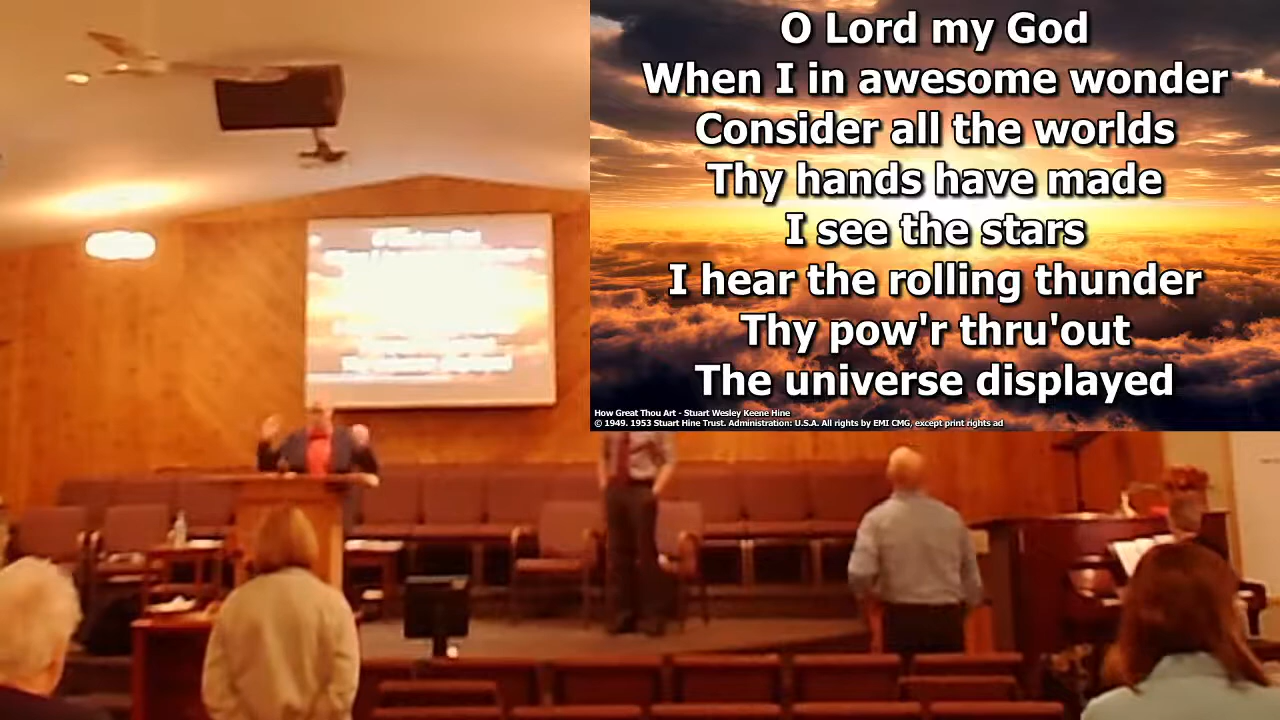 O Lord my God
When I in awesome wonder
Consider all the worlds
Thy hands have made
I see the stars
I hear the rolling thunder
Thy pow'r thru'out
The universe displayed
How Great Thou Art - Stuart Wesley Keene Hine
© 1949. 1953 Stuart Hine Trust. Administration: U.S.A. All rights by EMI CMG, except print rights ad